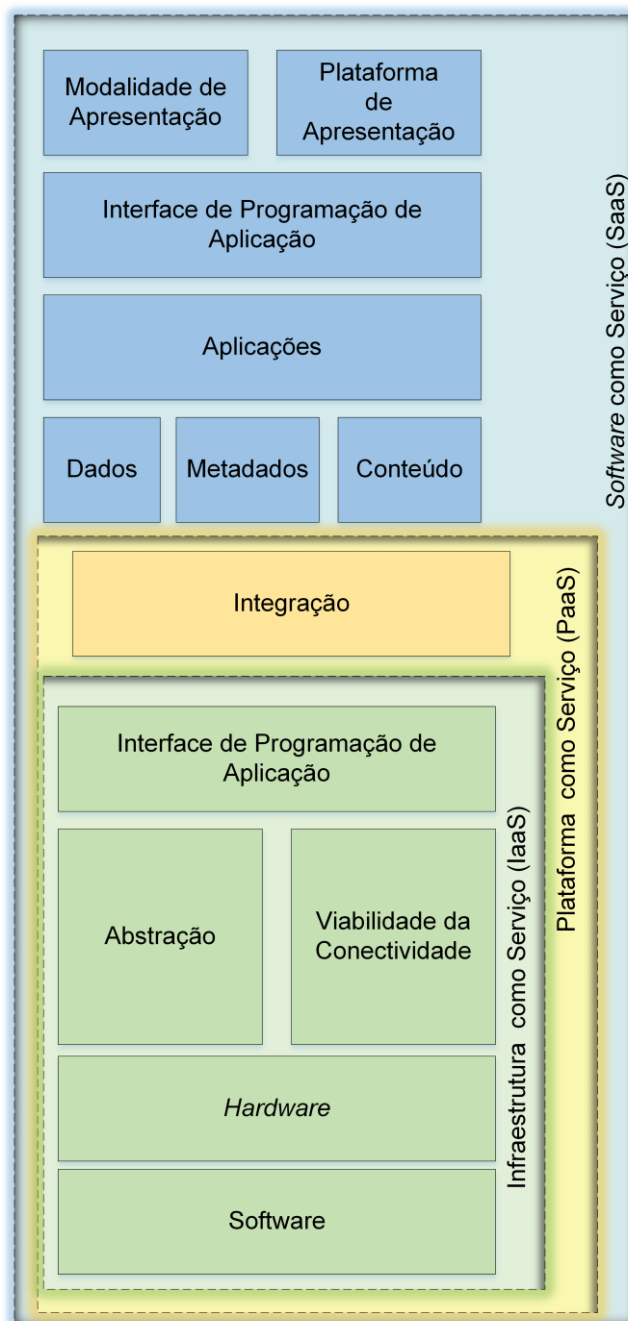 Modalidade de
Apresentação
Plataforma
de
Apresentação
Interface de Programação de
Aplicação
Aplicações
Dados
Metadados
Conteúdo
Software como Serviço (SaaS)
Integração
Plataforma como Serviço (PaaS)
Interface de Programação de
Aplicação
Abstração
Viabilidade da
Conectividade
Infraestrutura como Serviço (IaaS)
Hardware
Software